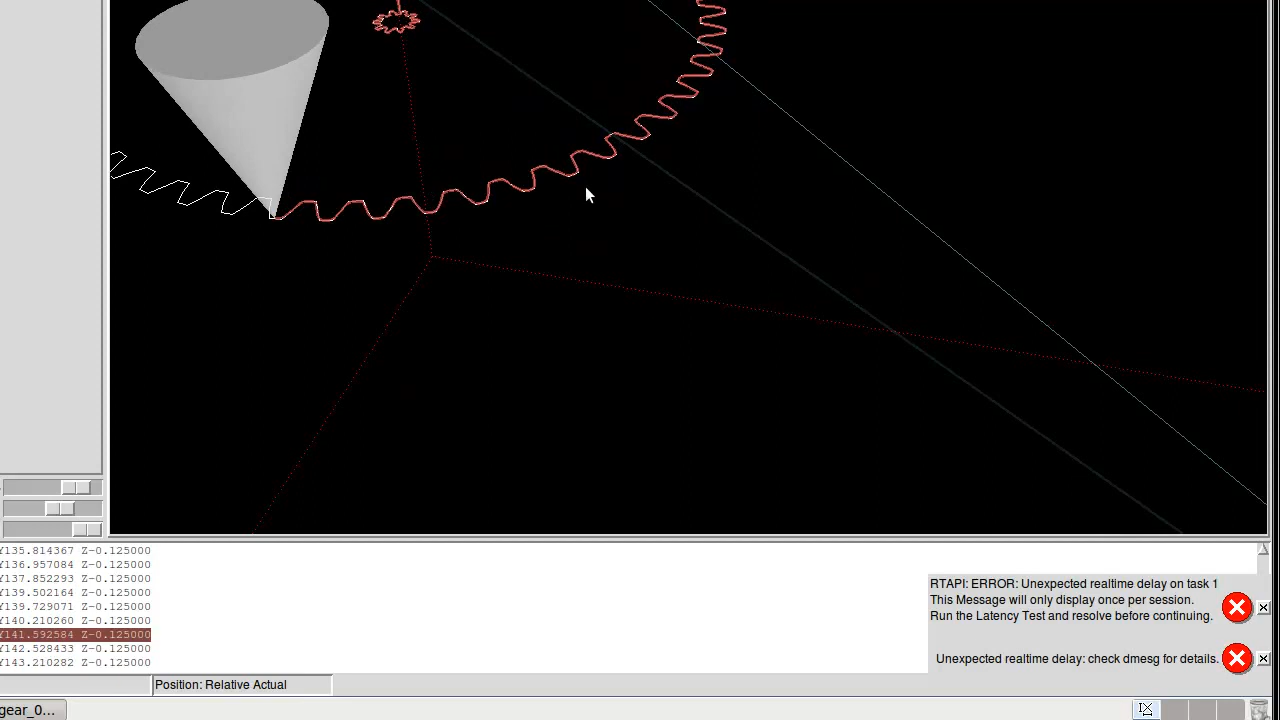 Y135.814367 Z-0.125000
Y136.957084 Z-0.125000
Y137.852293 Z-0.125000
Y139.502164 Z-0.125000
Y139.729071 Z-0.125000
Y140.210260 Z-0.125000
Y141.592584 Z-0.125000
Y142.528433 Z-0.125000
Y143.210282 Z-0.125000
RTAPI: ERROR: Unexpected realtime delay on task 1
This Message will only display once per session.
Run the Latency Test and resolve before continuing.
Unexpected realtime delay: check dmesg for details.
Position: Relative Actual
gear_0...